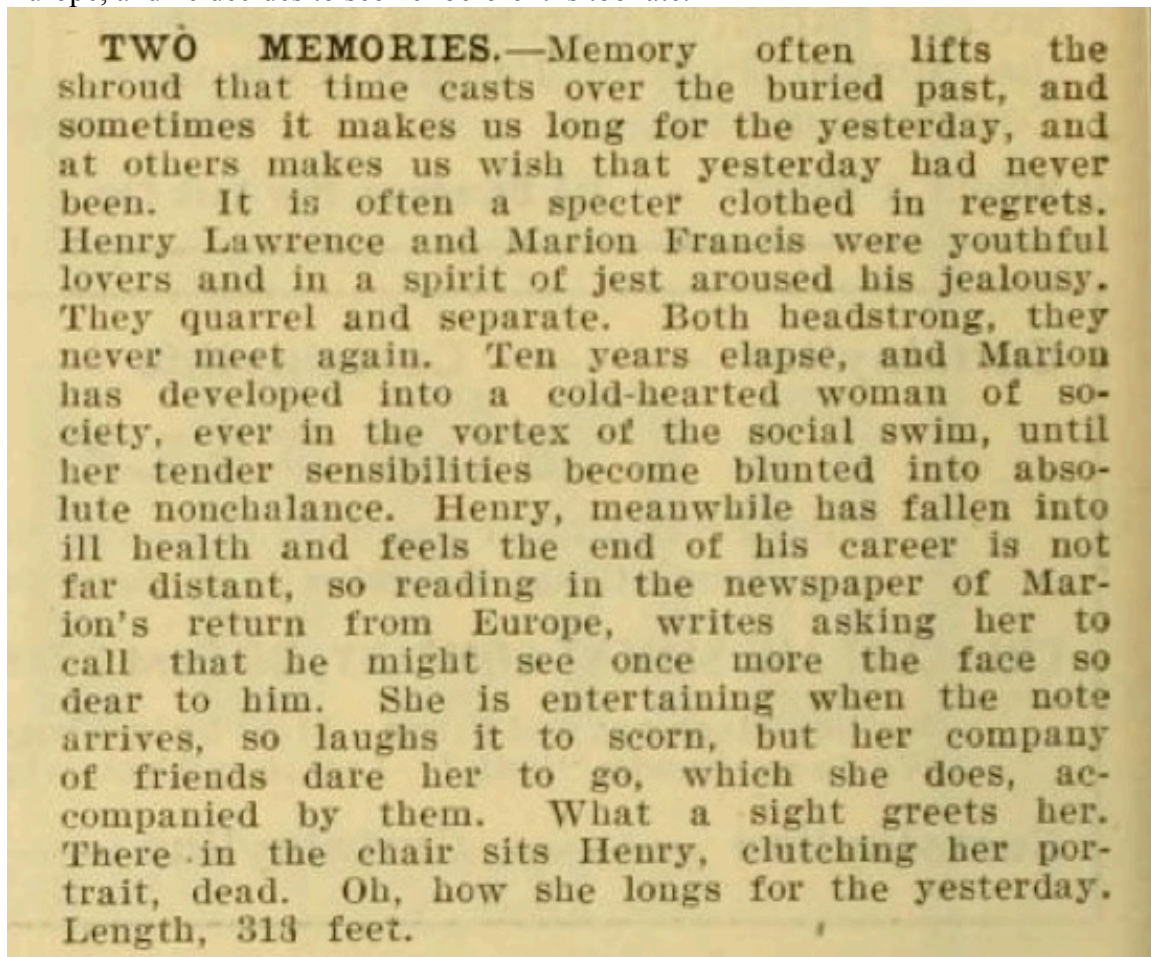 TWO MEMORIES.—Memory often lifts the
shroud that time casts over the buried past, and
sometimes it makes us long for the yesterday, and
at others makes us wish that yesterday had never
been. It is often a specter clothed in regrets.
Henry Lawrence and Marion Francis were youthful
lovers and in a spirit of jest aroused his jealousy.
They quarrel and separate. Both headstrong, they
never meet again. Ten years elapse, and Marion
has developed into a cold-hearted woman of so-
ciety, ever in the vortex of the social swim, until
her tender sensibilities become blunted into abso-
lute nonchalance. Henry, meanwhile has fallen into
ill health and feels the end of his career is not
far distant, so reading in the newspaper of Mar-
ion's return from Europe, writes asking her to
call that he might see once more the face so
dear to him. She is entertaining when the note
arrives, so laughs it to scorn, but her company
of friends dare her to go, which she does, ac-
companied by them. What a sight greets her.
There in the chair sits Henry, clutching her por-
trait, dead. Oh, how she longs for the yesterday.
Length, 318 feet.